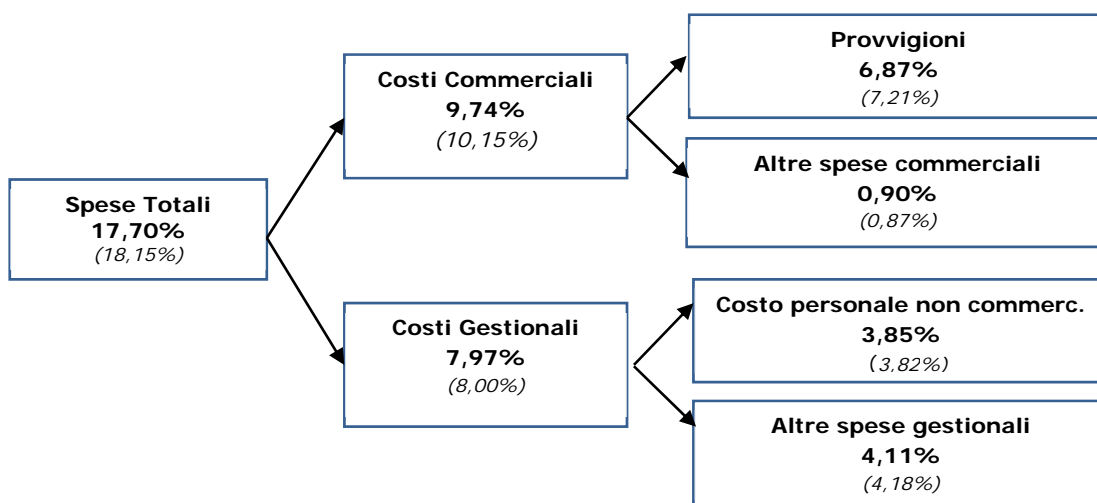 Spese Totali
17,70%
(18,15%)
Costi Commerciali
9,74%
(10,15%)
Provvigioni
6,87%
(7,21%)
Altre spese commerciali
0,90%
(0,87%)
Costi Gestionali
7,97%
(8,00%)
Costo personale non commerc.
3,85%
(3,82%)
Altre spese gestionali
4,11%
(4,18%)